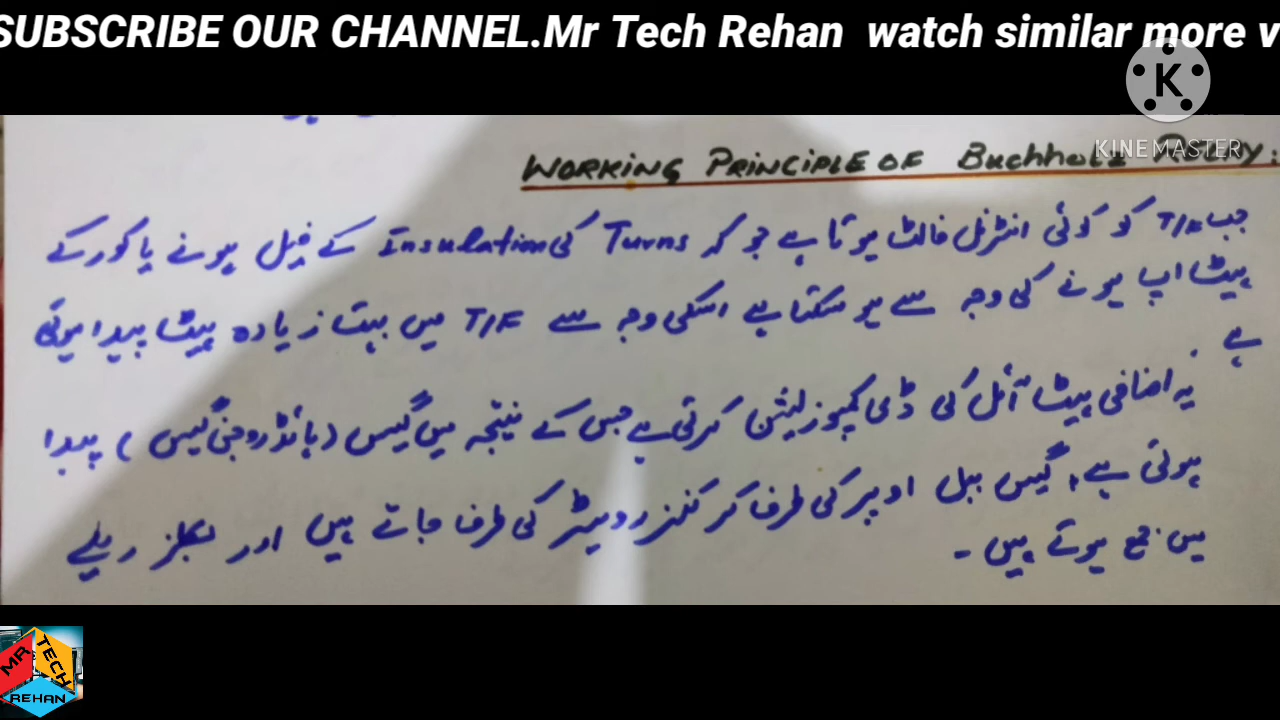 SUBSCRIBE OUR CHANNEL.Mr Tech Rehan watch similar more v
K
KINEMASTER
WORKING PRINCIPLE OF Buchholz Relay:
جب T/F کو کوئی انٹرنل فالٹ ہوتا ہے جو کہ Turns کی Insulation کے فیل ہونے یا کور کے
ہیٹ اپ ہونے کی وجہ سے ہو سکتا ہے اسکی وجہ سے T/F میں بہت زیادہ ہیٹ پیدا ہوتی
ہے
یہ اضافی ہیٹ آئل کی ڈی کمپوزیشن کرتی ہے جس کے نتیجہ میں گیس (ہائڈروجن گیس) پیدا
ہوتی ہے، گیس ببل اوپر کی طرف کر کنزرویٹر کی طرف جاتے ہیں اور بکلز ریلے
میں جمع ہوتے ہیں -
MR TECH REHAN